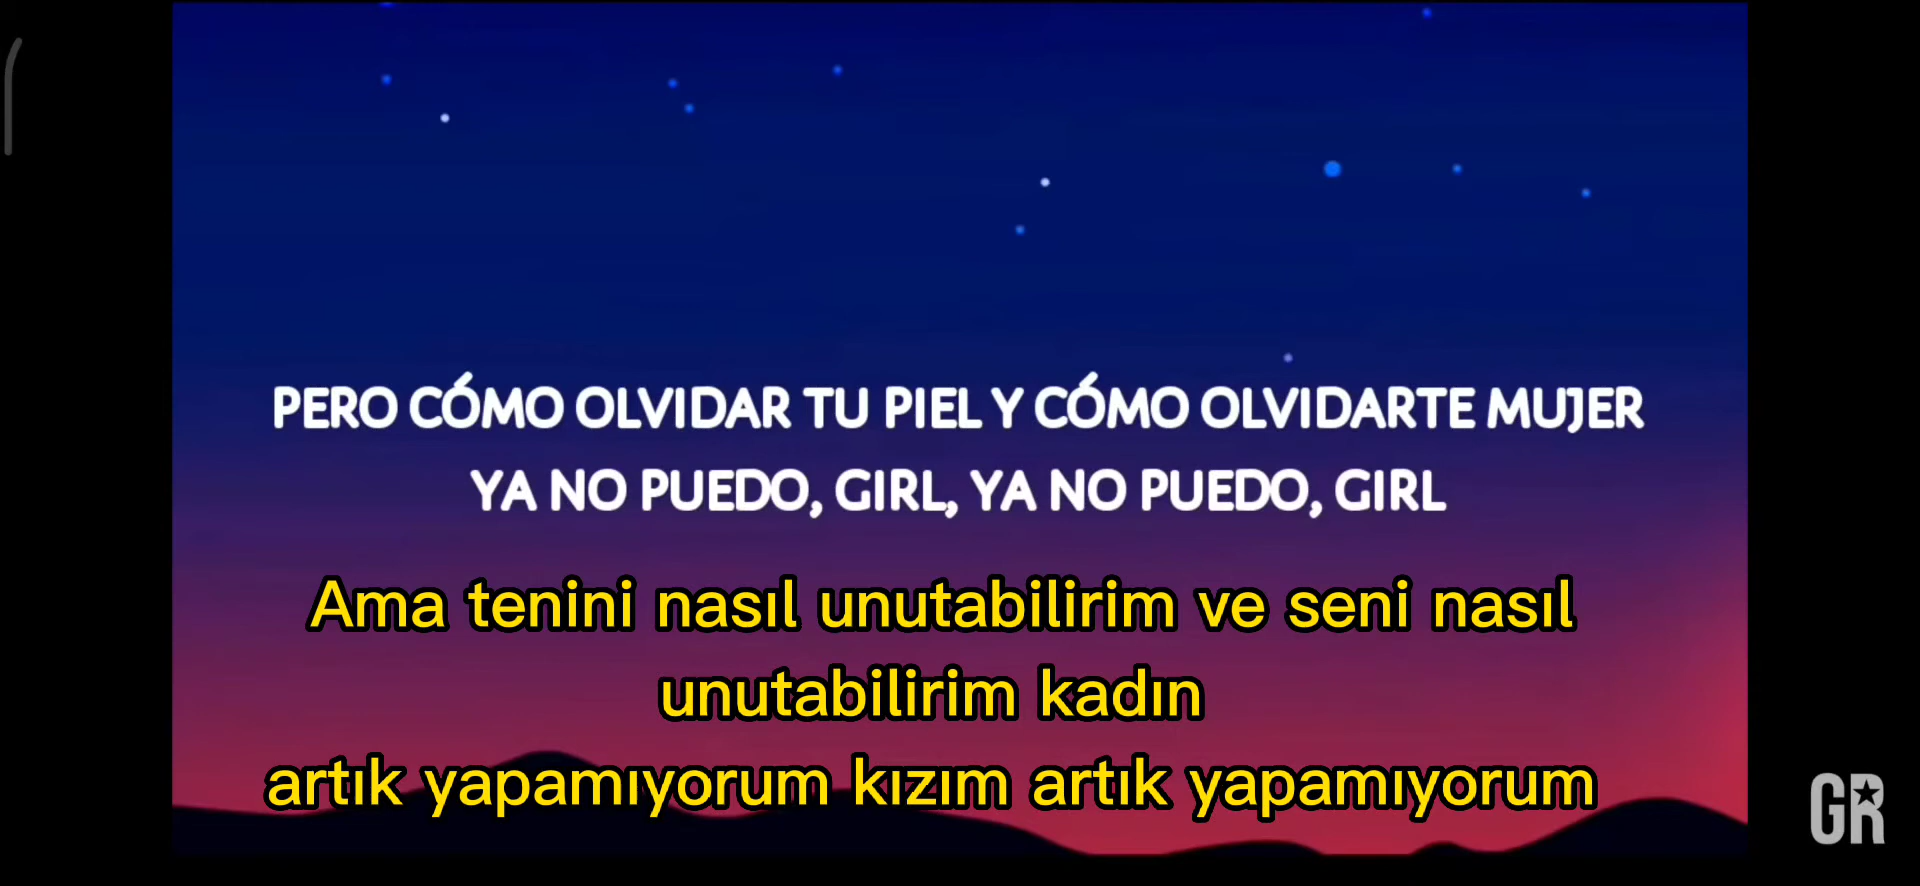 PERO CÓMO OLVIDAR TU PIEL Y CÓMO OLVIDARTE MUJER
YA NO PUEDO, GIRL, YA NO PUEDO, GIRL
Ama tenini nasıl unutabilirim ve seni nasıl
unutabilirim kadın
artık yapamıyorum kızım artık yapamıyorum
GR